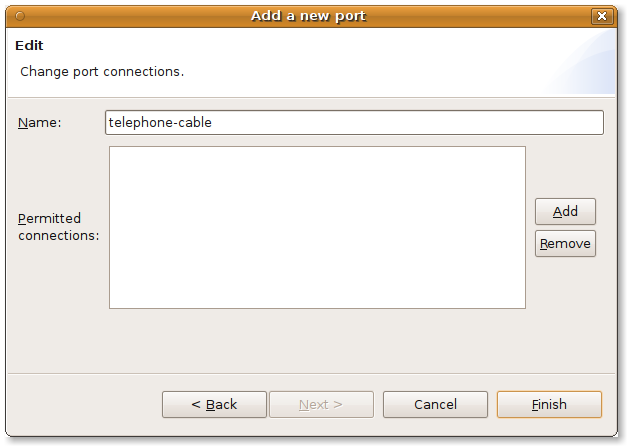 Add a new port
Edit
Change port connections.
Name:
telephone-cable
Permitted
connections:
Add
Remove
< Back
Next >
Cancel
Finish